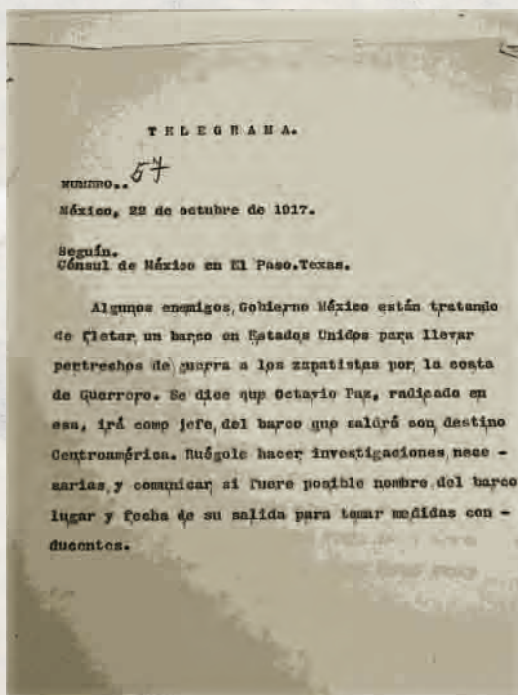 TELEGRAMA.
NUMERO.. 57
México, 22 de octubre de 1917.
Seguín.
Cónsul de México en El Paso.Texas.
Algunos enemigos Gobierno México están tratando
de fletar un barco en Estados Unidos para llevar
pertrechos de guerra a los zapatistas por la costa
de Guerrero. Se dice que Octavio Paz, radicado en
esa, irá como jefe del barco que saldrá con destino
Centroamérica. Ruégole hacer investigaciones nece -
sarias y comunicar si fuere posible nombre del barco
lugar y fecha de su salida para tomar medidas con -
ducentes.